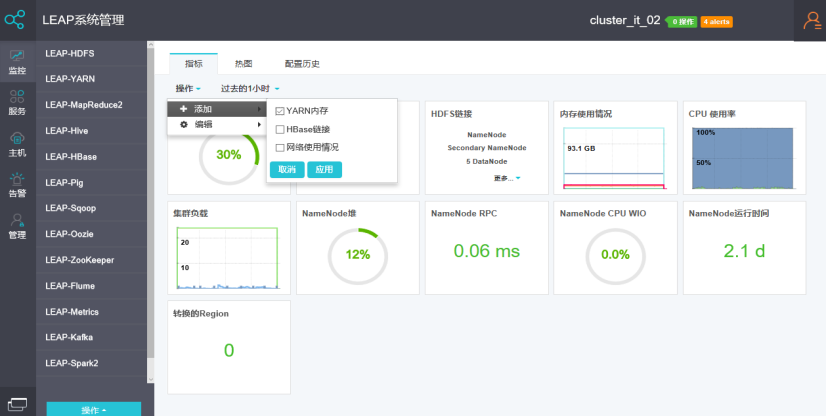 LEAP系统管理
cluster_it_02
0 操作
4 alerts
监控
服务
主机
告警
管理
LEAP-HDFS
LEAP-YARN
LEAP-MapReduce2
LEAP-Hive
LEAP-HBase
LEAP-Pig
LEAP-Sqoop
LEAP-Oozie
LEAP-ZooKeeper
LEAP-Flume
LEAP-Metrics
LEAP-Kafka
LEAP-Spark2
操作
指标
热图
配置历史
操作
过去的1小时
添加
编辑
YARN内存
HBase链接
网络使用情况
取消
应用
30%
HDFS链接
NameNode
Secondary NameNode
5 DataNode
更多...
内存使用情况
93.1 GB
CPU 使用率
100%
50%
集群负载
20
10
NameNode堆
12%
NameNode RPC
0.06 ms
NameNode CPU WIO
0.0%
NameNode运行时间
2.1 d
转换的Region
0